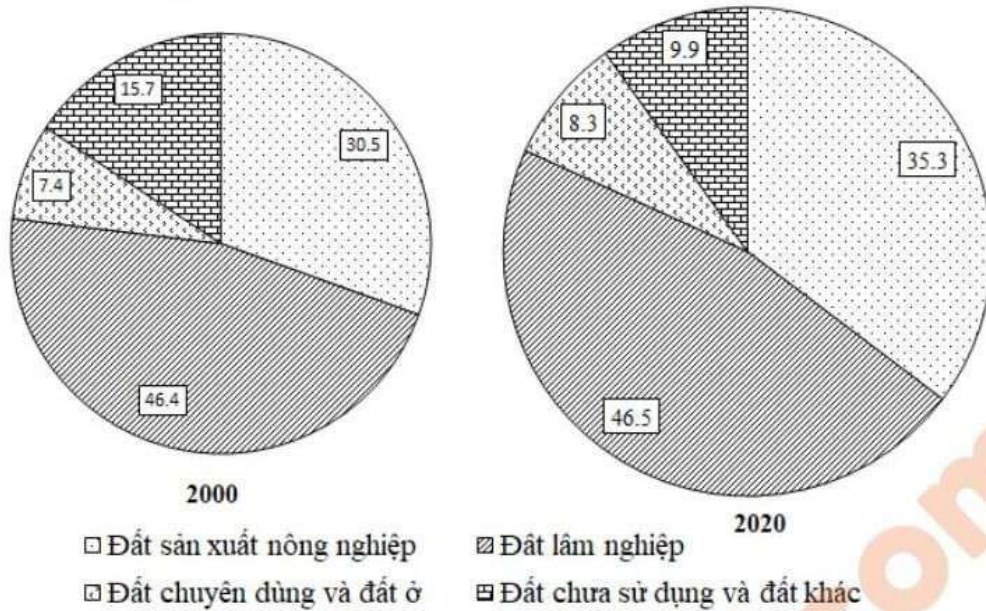 15.7
30.5
7.4
46.4
2000
9.9
8.3
35.3
46.5
2020
Đất sản xuất nông nghiệp
Đất lâm nghiệp
Đất chuyên dùng và đất ở
Đất chưa sử dụng và đất khác
om